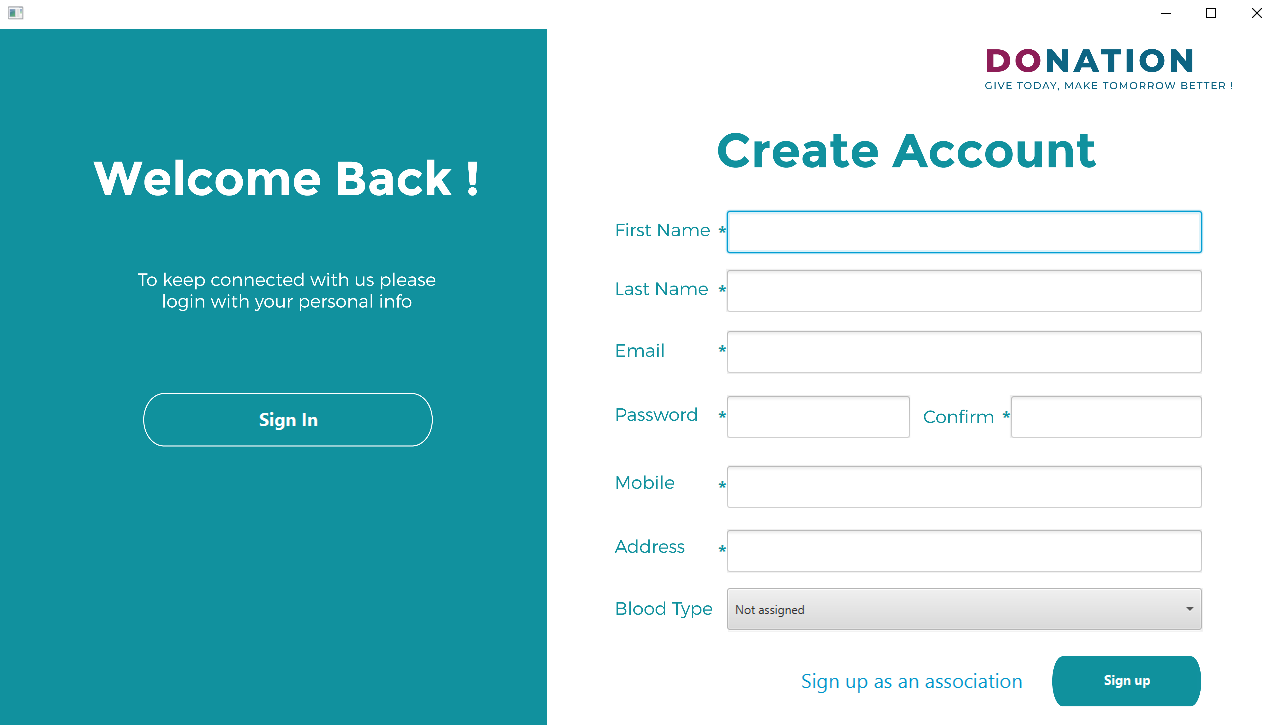 Welcome Back !
To keep connected with us please
login with your personal info
Sign In
DONATION
GIVE TODAY, MAKE TOMORROW BETTER !
Create Account
First Name *
Last Name *
Email *
Password * Confirm *
Mobile *
Address *
Blood Type Not assigned
Sign up as an association Sign up